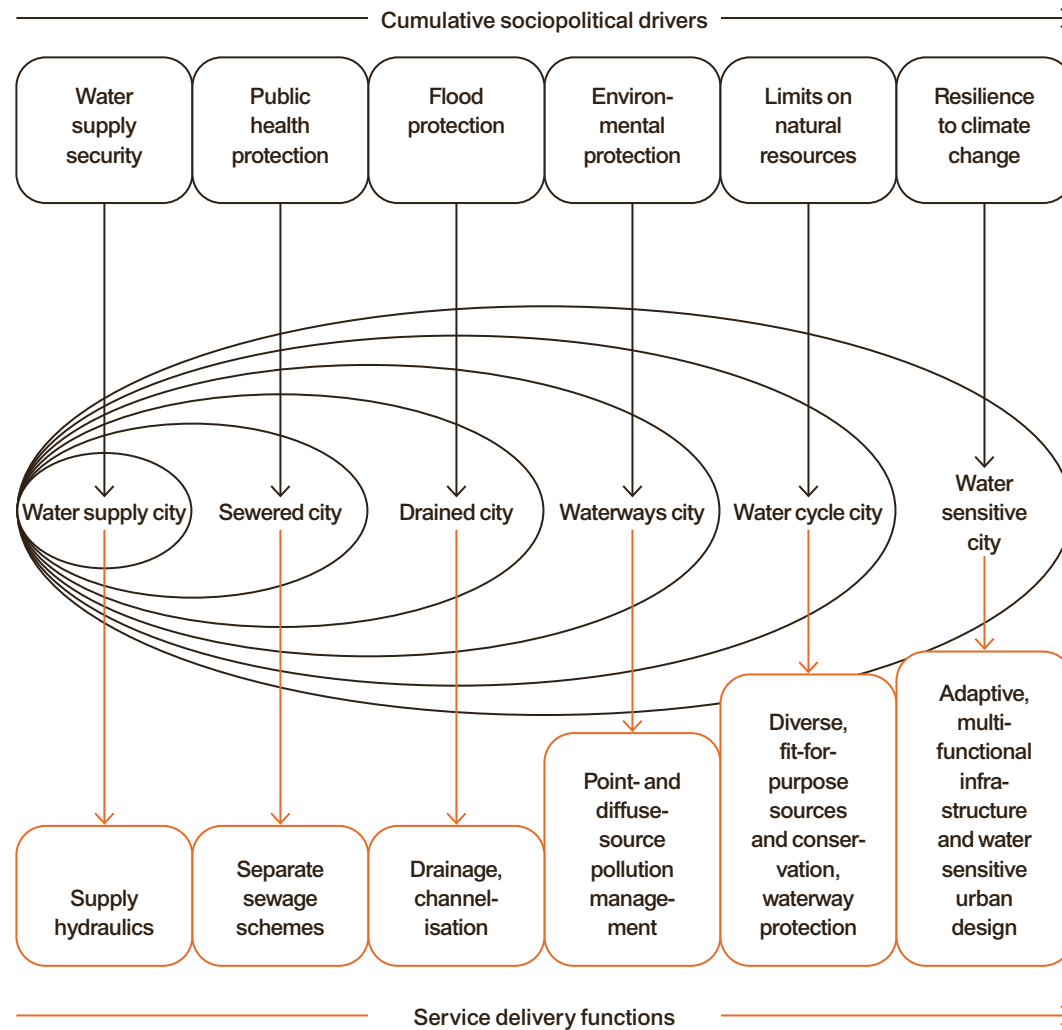 Cumulative sociopolitical drivers
Water
supply
security
Public
health
protection
Flood
protection
Environ-
mental
protection
Limits on
natural
resources
Resilience
to climate
change
Water supply city
Sewered city
Drained city
Waterways city
Water cycle city
Water
sensitive
city
Supply
hydraulics
Separate
sewage
schemes
Drainage,
channel-
isation
Point- and
diffuse-
source
pollution
manage-
ment
Diverse,
fit-for-
purpose
sources
and conser-
vation,
waterway
protection
Adaptive,
multi-
functional
infra-
structure
and water
sensitive
urban
design
Service delivery functions